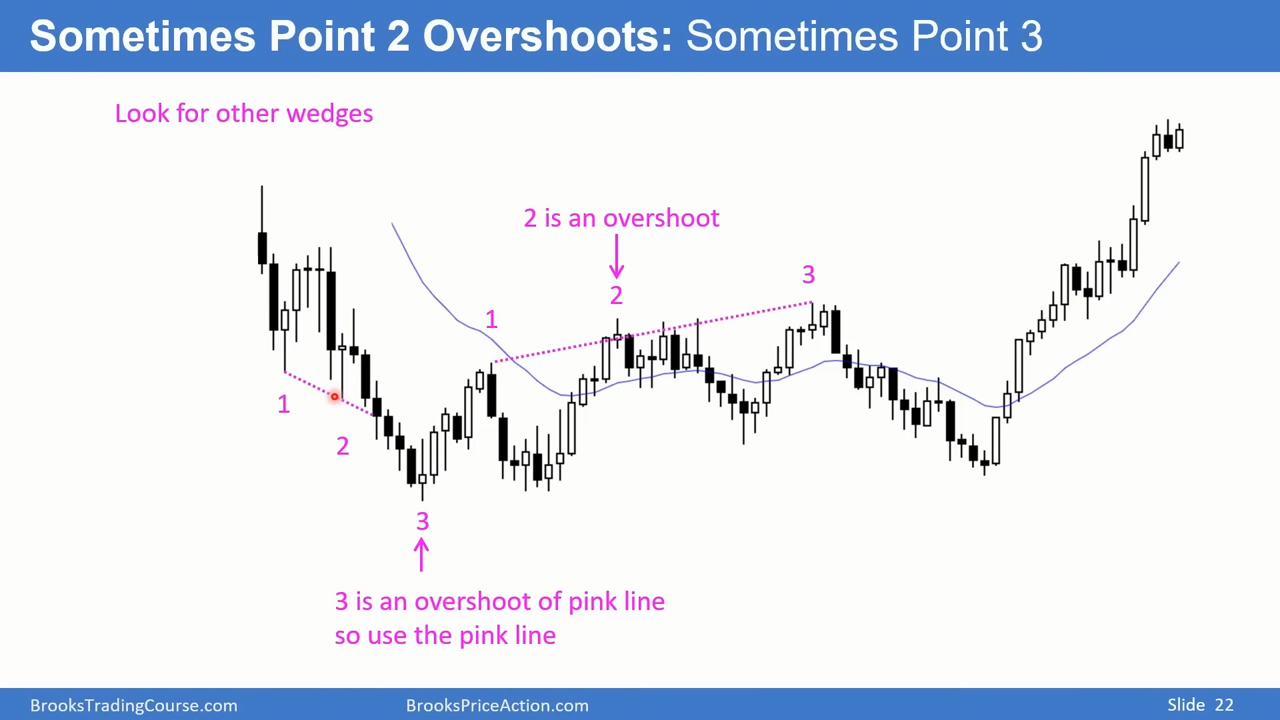 Sometimes Point 2 Overshoots: Sometimes Point 3
Look for other wedges
2 is an overshoot
2
3
1
1
2
3
3 is an overshoot of pink line
so use the pink line
BrooksTradingCourse.com
BrooksPriceAction.com
Slide 22